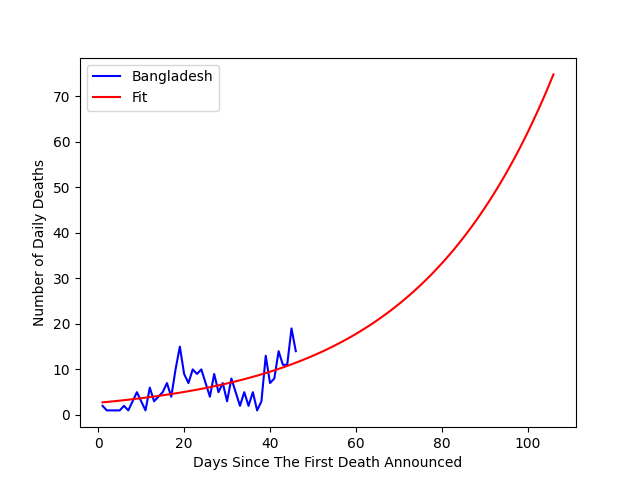 Bangladesh
Fit
70
60
50
40
30
20
10
0
Number of Daily Deaths
0 20 40 60 80 100
Days Since The First Death Announced